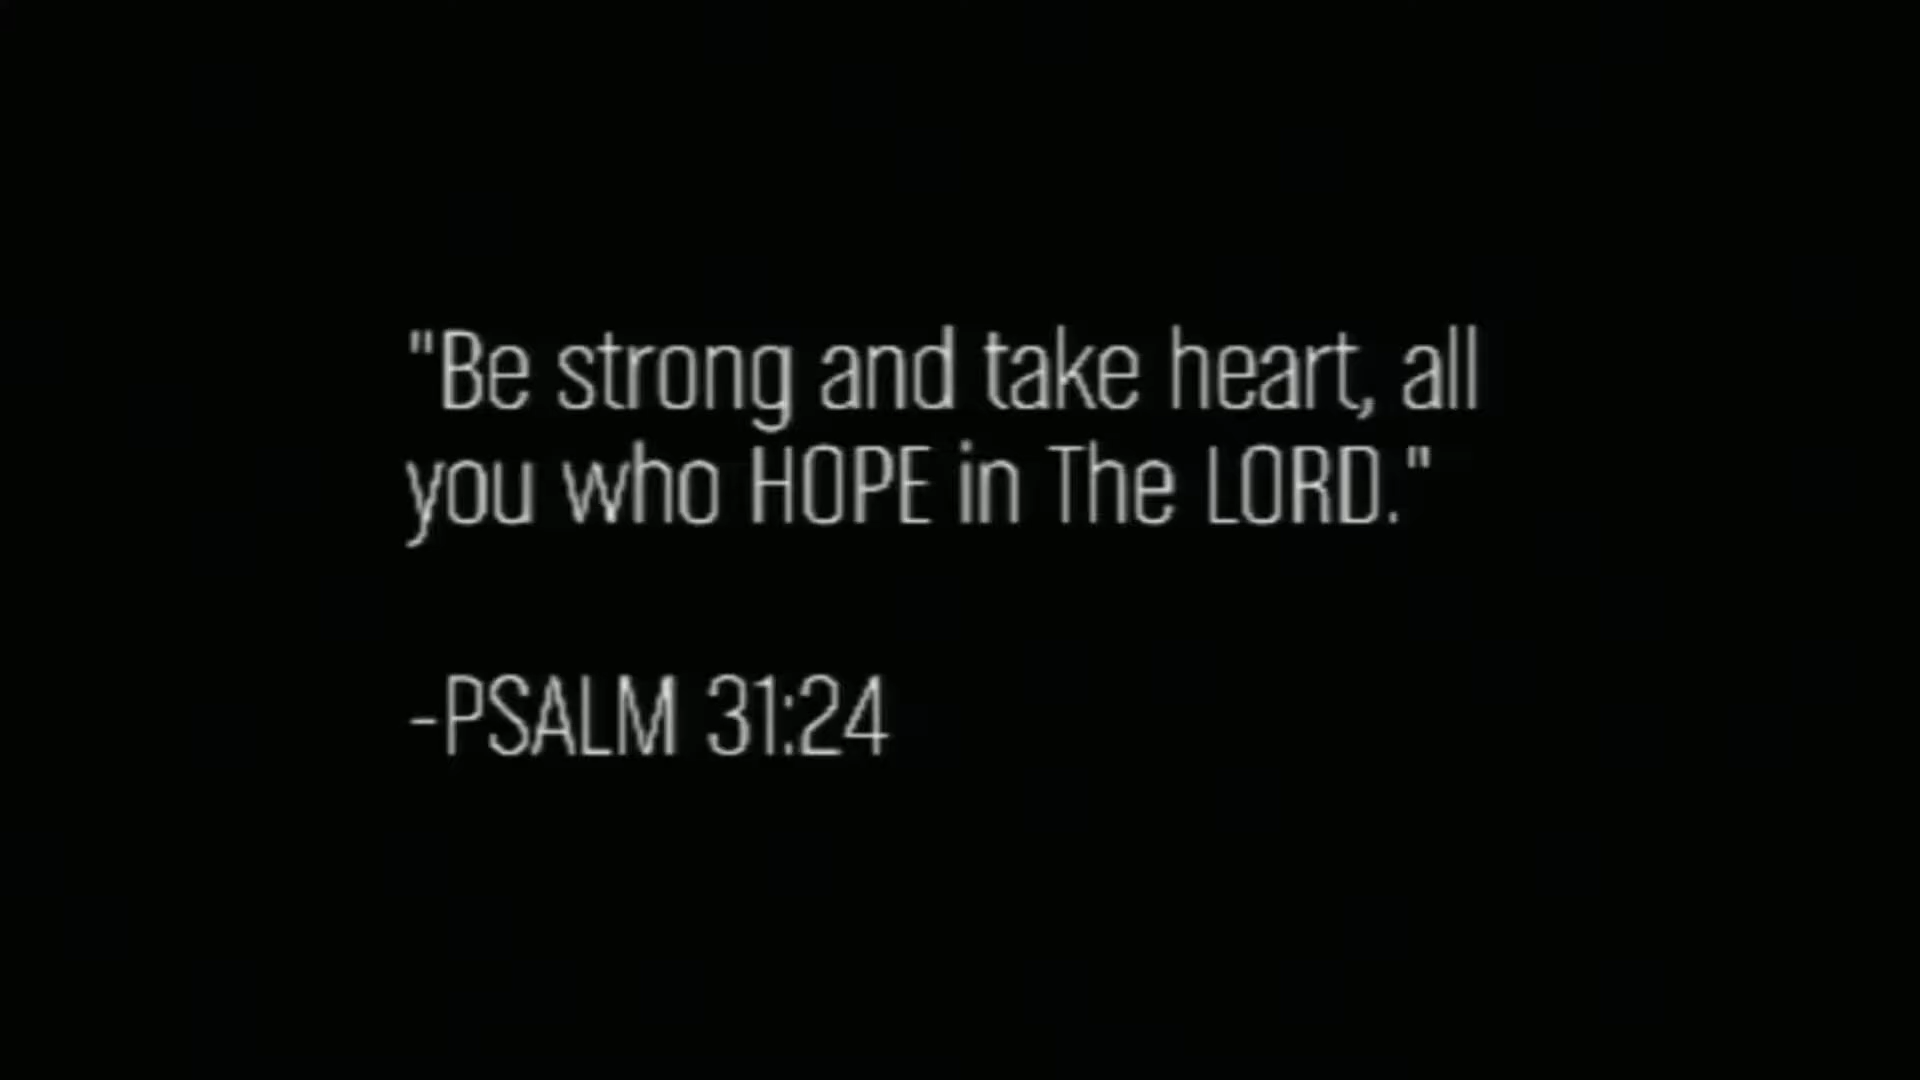 "Be strong and take heart, all
you who HOPE in The LORD."
-PSALM 31:24